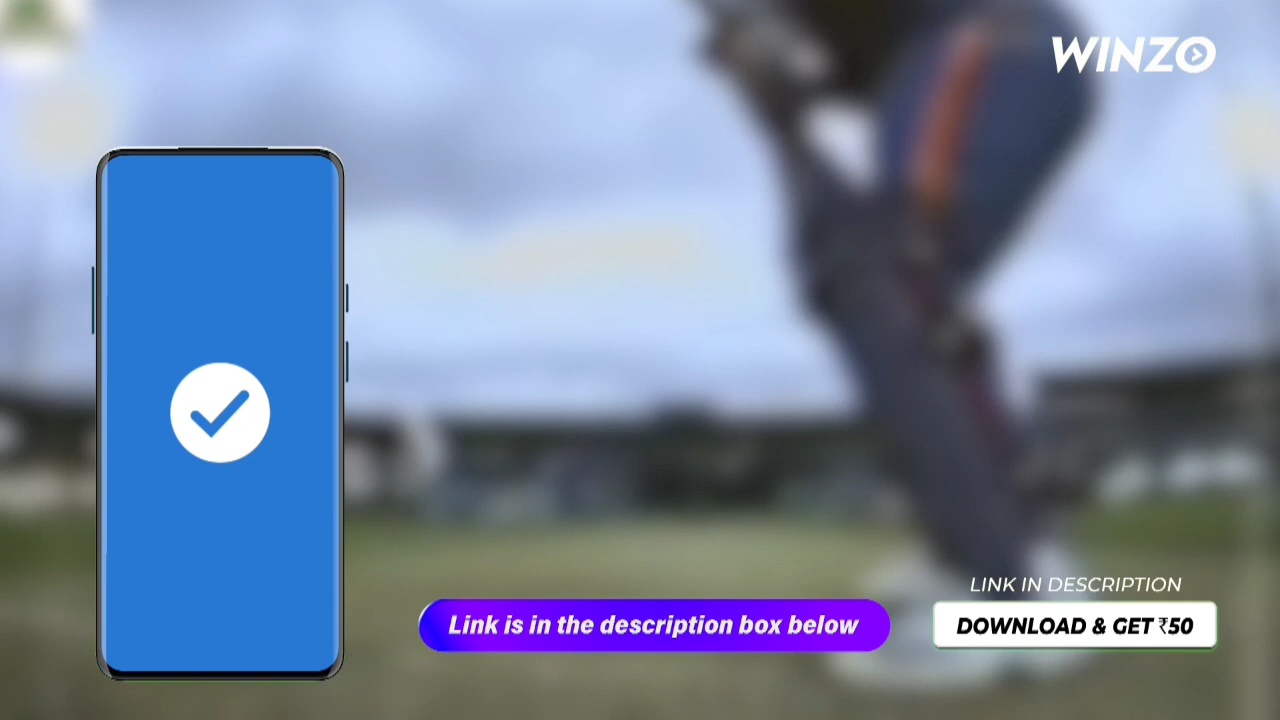 WINZO
LINK IN DESCRIPTION
Link is in the description box below
DOWNLOAD & GET ₹50